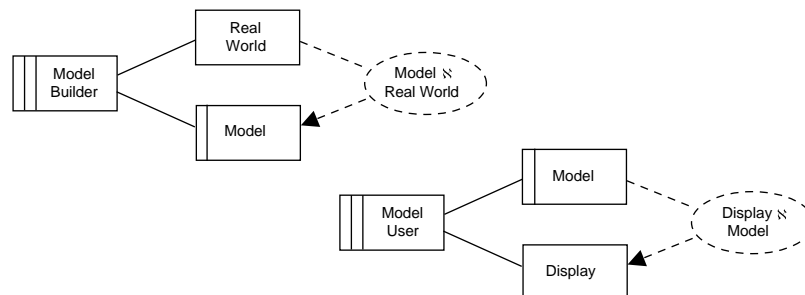 Real
World
Model
Builder
Model ℵ
Real World
Model
Model
Model
User
Display ℵ
Model
Display